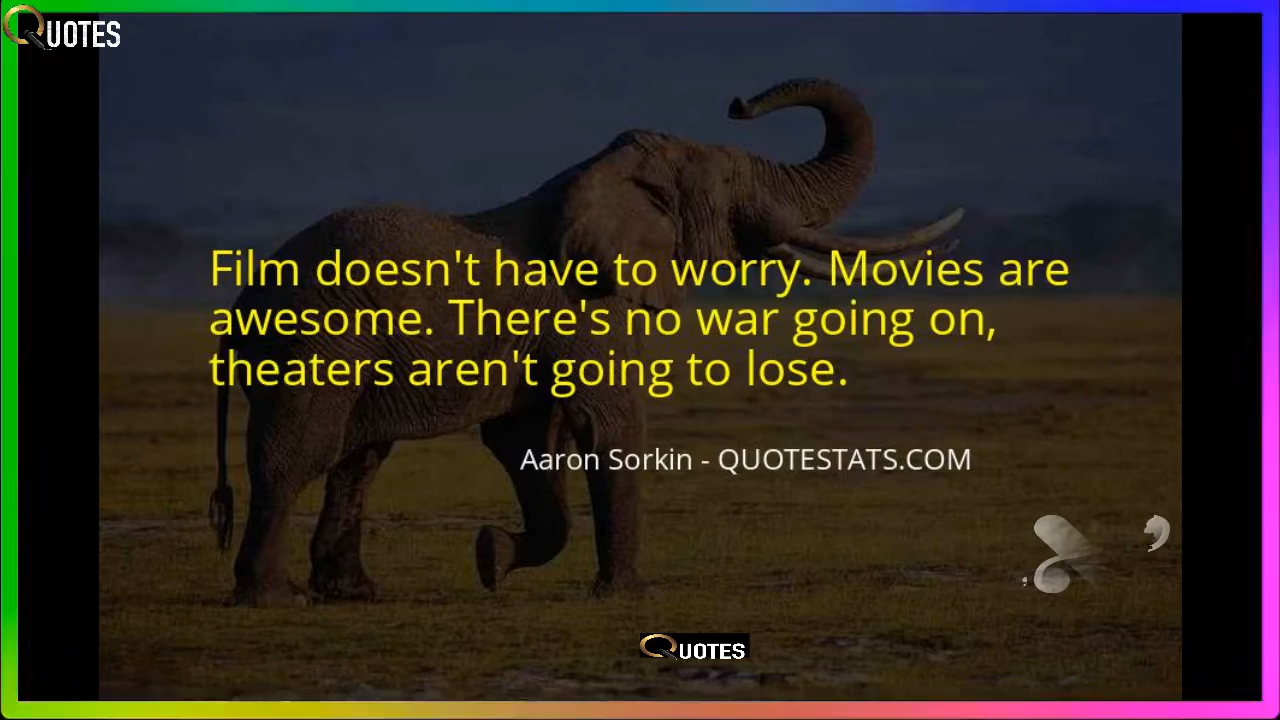 QUOTES
Film doesn't have to worry. Movies are
awesome. There's no war going on,
theaters aren't going to lose.
Aaron Sorkin - QUOTESTATS.COM
QUOTES